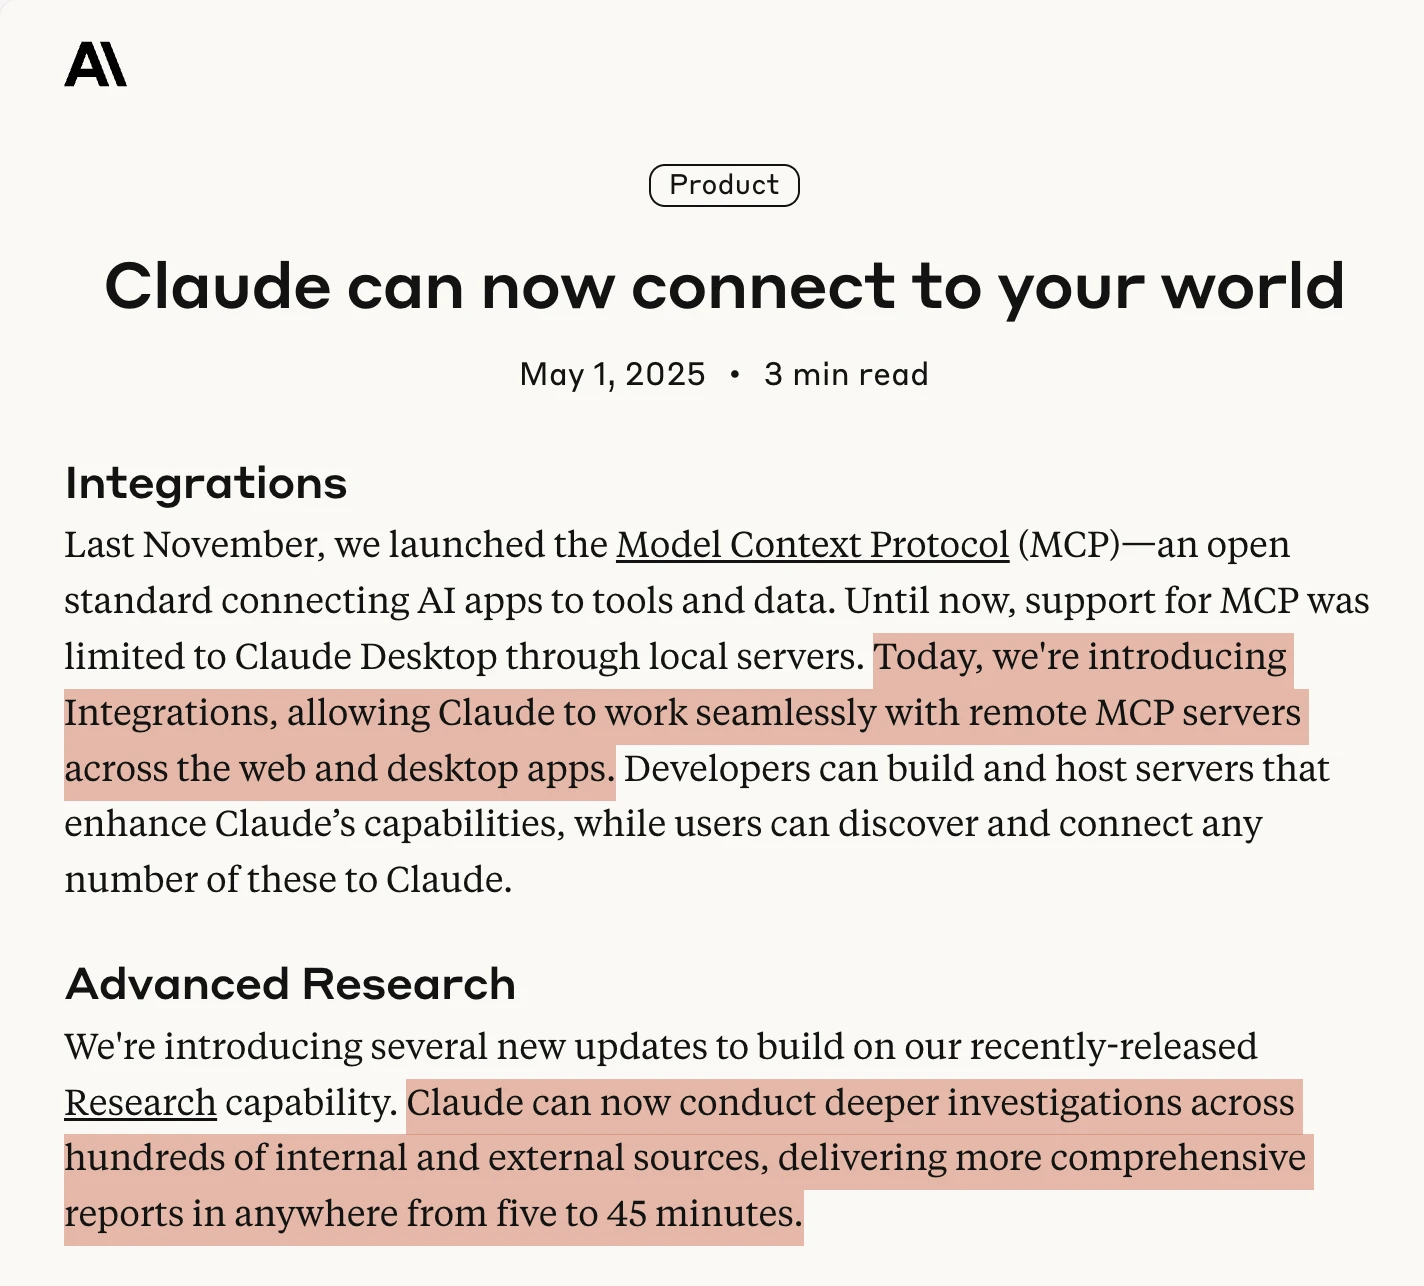 A\
Product
Claude can now connect to your world
May 1, 2025 • 3 min read
Integrations
Last November, we launched the Model Context Protocol (MCP)—an open
standard connecting AI apps to tools and data. Until now, support for MCP was
limited to Claude Desktop through local servers. Today, we're introducing
Integrations, allowing Claude to work seamlessly with remote MCP servers
across the web and desktop apps. Developers can build and host servers that
enhance Claude’s capabilities, while users can discover and connect any
number of these to Claude.
Advanced Research
We're introducing several new updates to build on our recently-released
Research capability. Claude can now conduct deeper investigations across
hundreds of internal and external sources, delivering more comprehensive
reports in anywhere from five to 45 minutes.